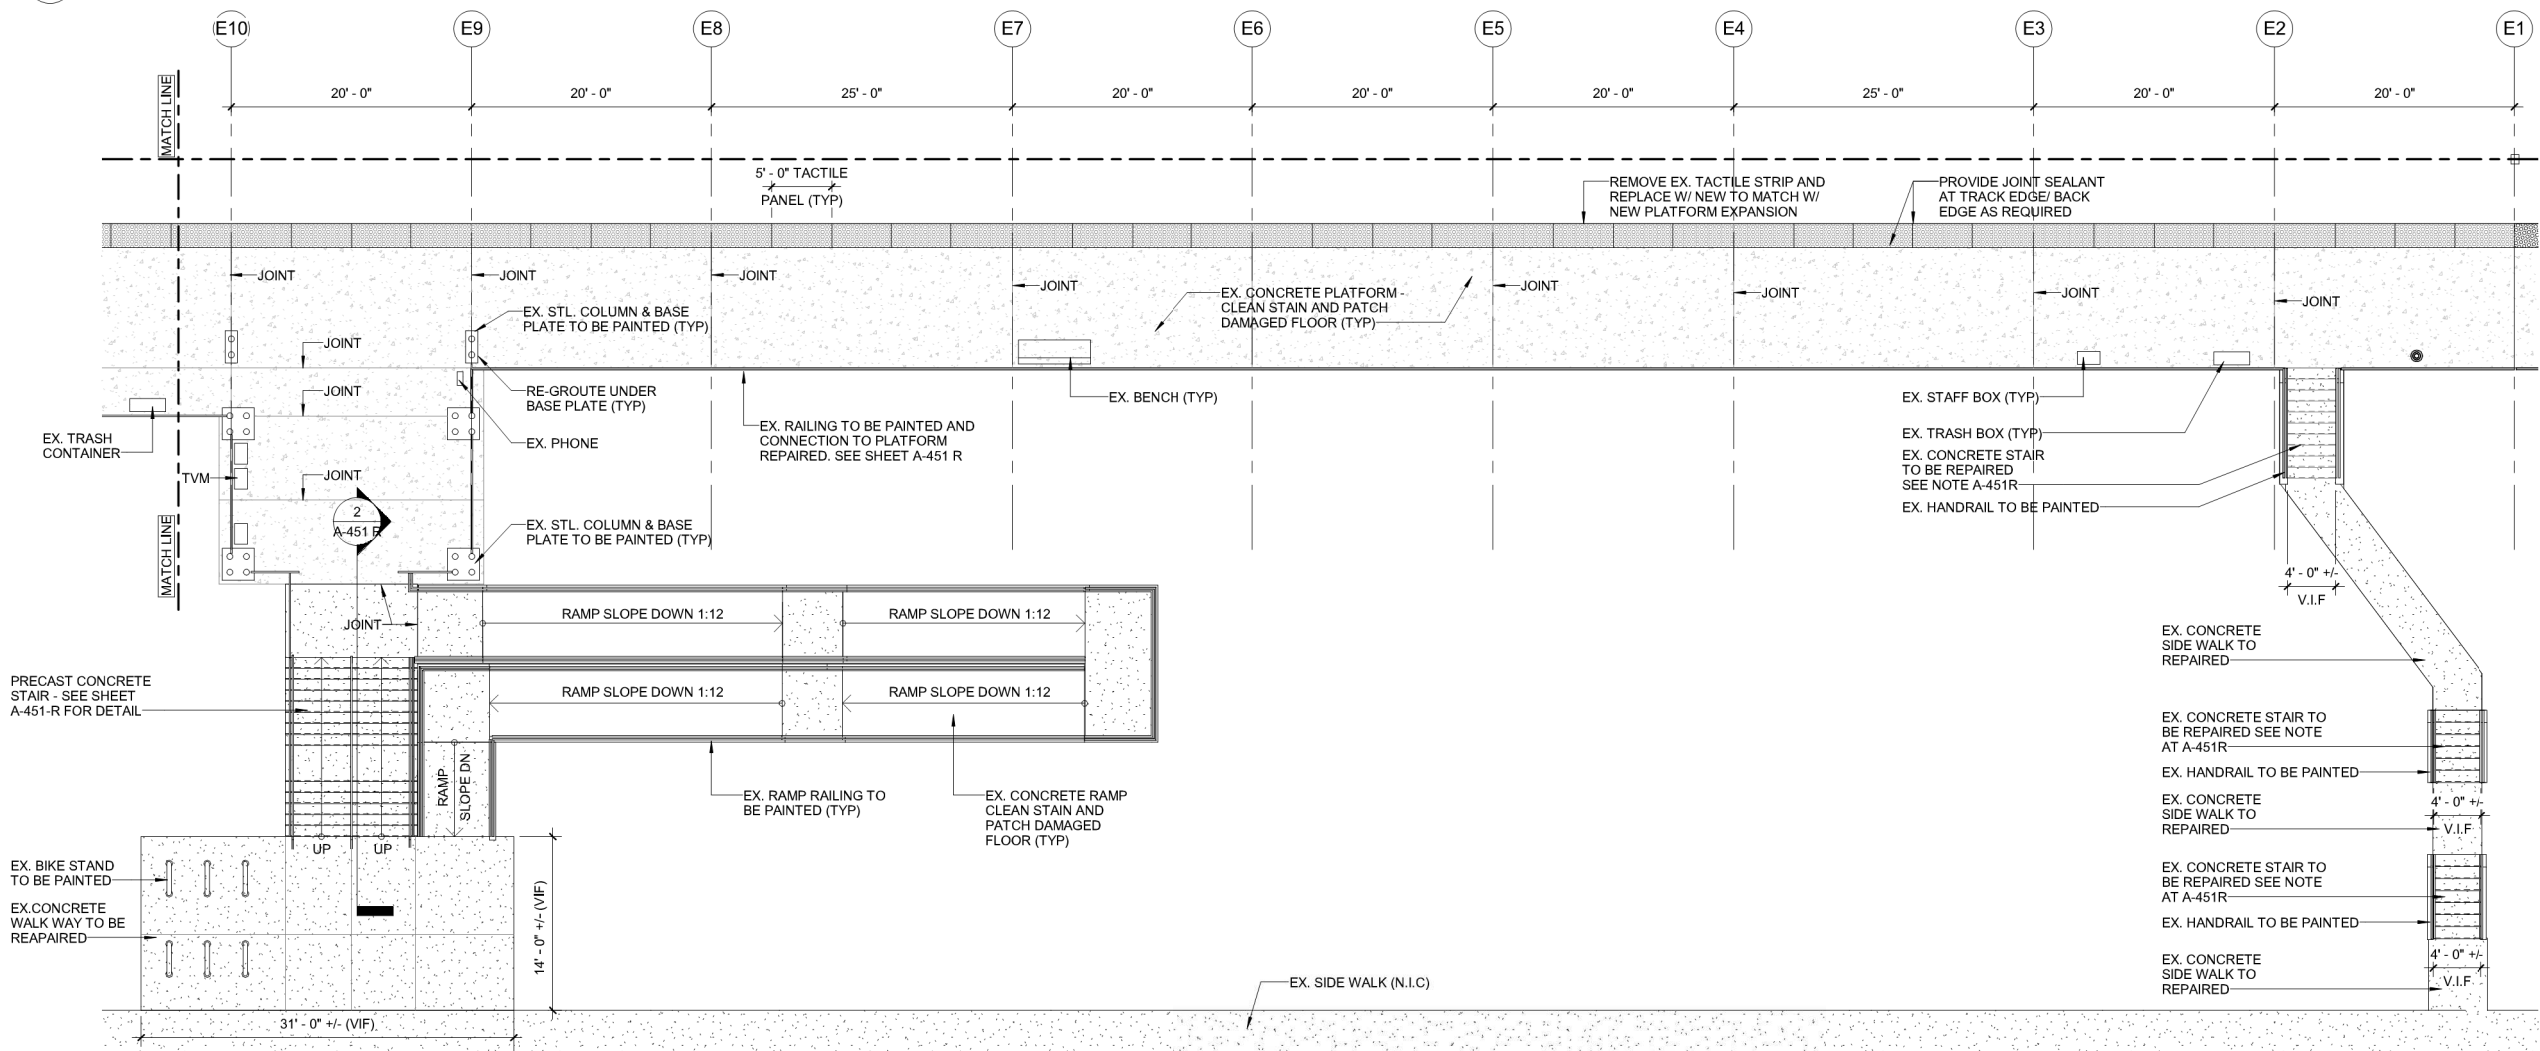 E10
E9
E8
E7
E6
E5
E4
E3
E2
E1
20' - 0"
20' - 0"
25' - 0"
20' - 0"
20' - 0"
20' - 0"
25' - 0"
20' - 0"
20' - 0"
MATCH LINE
5' - 0" TACTILE
PANEL (TYP)
REMOVE EX. TACTILE STRIP AND
REPLACE W/ NEW TO MATCH W/
NEW PLATFORM EXPANSION
PROVIDE JOINT SEALANT
AT TRACK EDGE/ BACK
EDGE AS REQUIRED
JOINT
JOINT
JOINT
JOINT
JOINT
JOINT
JOINT
JOINT
EX. CONCRETE PLATFORM -
CLEAN STAIN AND PATCH
DAMAGED FLOOR (TYP)
EX. STL. COLUMN & BASE
PLATE TO BE PAINTED (TYP)
JOINT
JOINT
RE-GROUTE UNDER
BASE PLATE (TYP)
EX. BENCH (TYP)
EX. STAFF BOX (TYP)
EX. TRASH
CONTAINER
EX. PHONE
EX. RAILING TO BE PAINTED AND
CONNECTION TO PLATFORM
REPAIRED. SEE SHEET A-451 R
EX. TRASH BOX (TYP)
EX. CONCRETE STAIR
TO BE REPAIRED
SEE NOTE A-451R
EX. HANDRAIL TO BE PAINTED
TVM
JOINT
2
A-451 R
MATCH LINE
EX. STL. COLUMN & BASE
PLATE TO BE PAINTED (TYP)
4' - 0" +/-
V.I.F
RAMP SLOPE DOWN 1:12
RAMP SLOPE DOWN 1:12
JOINT
EX. CONCRETE
SIDE WALK TO
REPAIRED
PRECAST CONCRETE
STAIR - SEE SHEET
A-451-R FOR DETAIL
RAMP SLOPE DOWN 1:12
RAMP SLOPE DOWN 1:12
EX. CONCRETE STAIR TO
BE REPAIRED SEE NOTE
AT A-451R
EX. HANDRAIL TO BE PAINTED
RAMP
SLOPE DN
EX. RAMP RAILING TO
BE PAINTED (TYP)
EX. CONCRETE RAMP
CLEAN STAIN AND
PATCH DAMAGED
FLOOR (TYP)
EX. CONCRETE
SIDE WALK TO
REPAIRED
4' - 0" +/-
V.I.F
UP
UP
EX. BIKE STAND
TO BE PAINTED
EX.CONCRETE
WALK WAY TO BE
REAPAIRED
14' - 0" +/- (VIF)
EX. CONCRETE STAIR TO
BE REPAIRED SEE NOTE
AT A-451R
EX. HANDRAIL TO BE PAINTED
EX. CONCRETE
SIDE WALK TO
REPAIRED
4' - 0" +/-
V.I.F
EX. SIDE WALK (N.I.C)
31' - 0" +/- (VIF)